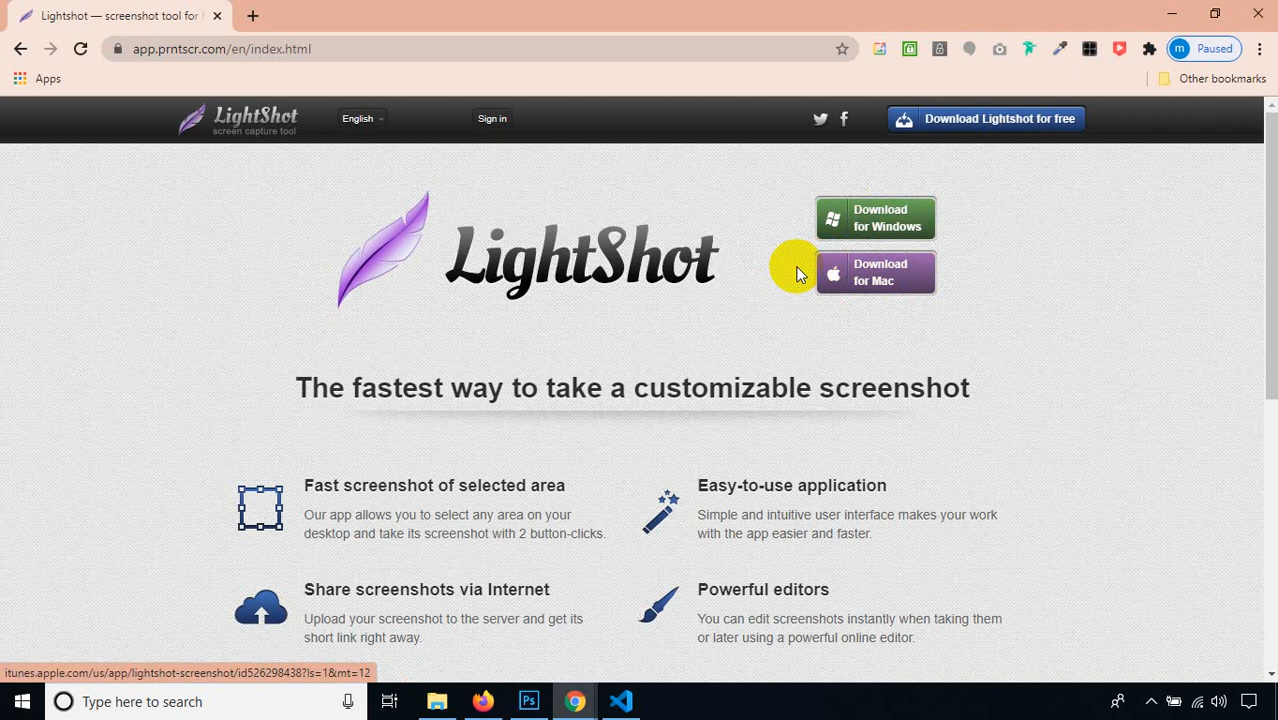 Lightshot — screenshot tool for
app.prntscr.com/en/index.html
m Paused
Apps
Other bookmarks
LightShot
screen capture tool
English
Sign in
Download Lightshot for free
LightShot
Download
for Windows
Download
for Mac
The fastest way to take a customizable screenshot
Fast screenshot of selected area
Our app allows you to select any area on your
desktop and take its screenshot with 2 button-clicks.
Easy-to-use application
Simple and intuitive user interface makes your work
with the app easier and faster.
Share screenshots via Internet
Upload your screenshot to the server and get its
short link right away.
Powerful editors
You can edit screenshots instantly when taking them
or later using a powerful online editor.
itunes.apple.com/us/app/lightshot-screenshot/id526298438?ls=1&mt=12
Type here to search
Ps